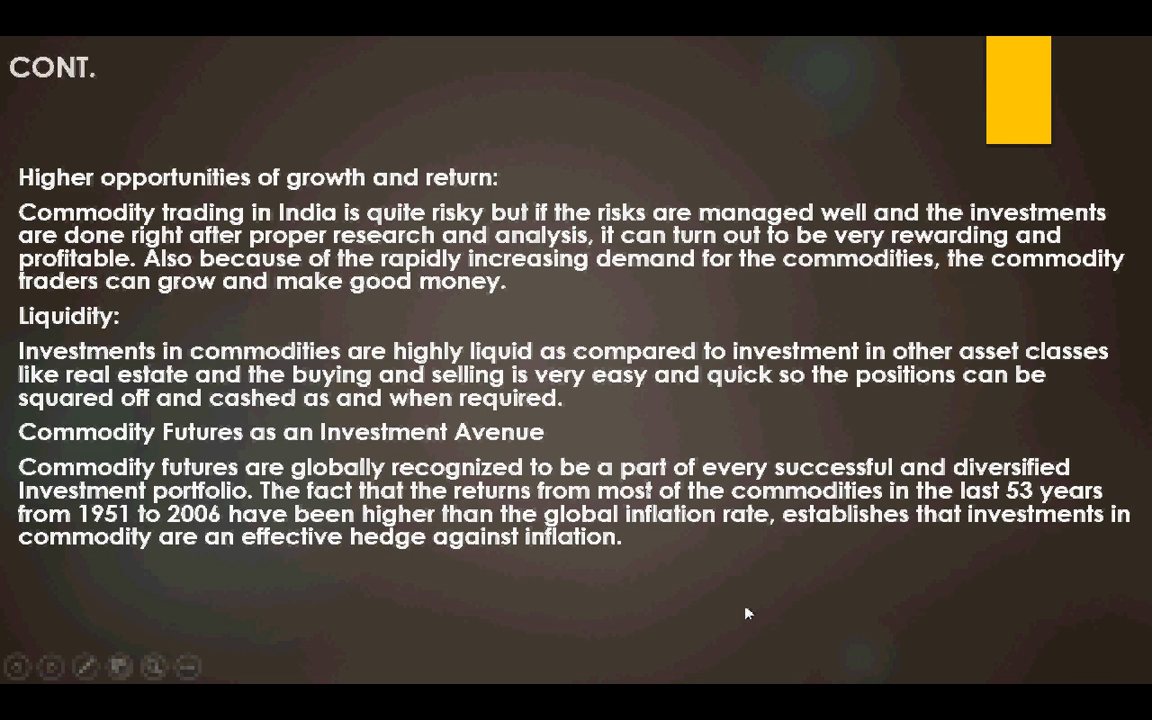 CONT.
Higher opportunities of growth and return:
Commodity trading in India is quite risky but if the risks are managed well and the investments
are done right after proper research and analysis, it can turn out to be very rewarding and
profitable. Also because of the rapidly increasing demand for the commodities, the commodity
traders can grow and make good money.
Liquidity:
Investments in commodities are highly liquid as compared to investment in other asset classes
like real estate and the buying and selling is very easy and quick so the positions can be
squared off and cashed as and when required.
Commodity Futures as an Investment Avenue
Commodity futures are globally recognized to be a part of every successful and diversified
Investment portfolio. The fact that the returns from most of the commodities in the last 53 years
from 1951 to 2006 have been higher than the global inflation rate, establishes that investments in
commodity are an effective hedge against inflation.